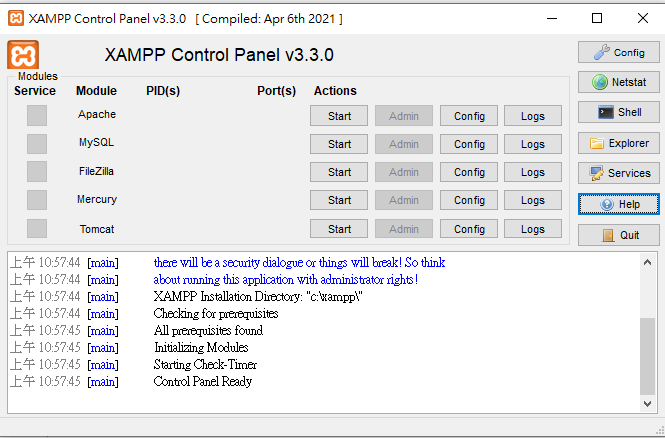 XAMPP Control Panel v3.3.0 [ Compiled: Apr 6th 2021 ]
XAMPP Control Panel v3.3.0
Config
Modules
Service Module PID(s) Port(s) Actions
Netstat
Apache Start Admin Config Logs
Shell
MySQL Start Admin Config Logs
Explorer
FileZilla Start Admin Config Logs
Services
Mercury Start Admin Config Logs
Help
Tomcat Start Admin Config Logs
Quit
上午 10:57:44 [main] there will be a security dialogue or things will break! So think
上午 10:57:44 [main] about running this application with administrator rights!
上午 10:57:44 [main] XAMPP Installation Directory: "c:\xampp\"
上午 10:57:44 [main] Checking for prerequisites
上午 10:57:45 [main] All prerequisites found
上午 10:57:45 [main] Initializing Modules
上午 10:57:45 [main] Starting Check-Timer
上午 10:57:45 [main] Control Panel Ready